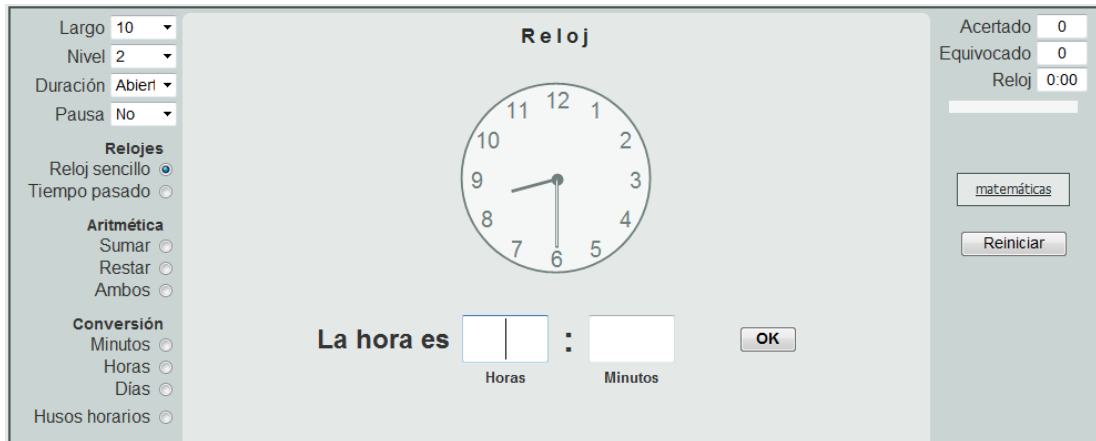 Largo 10
Nivel 2
Duración Abiert
Pausa No
Relojes
Reloj sencillo
Tiempo pasado
Aritmética
Sumar
Restar
Ambos
Conversión
Minutos
Horas
Días
Husos horarios
Reloj
12
11 1
10 2
9 3
8 4
7 5
6
La hora es :
OK
Horas Minutos
Acertado 0
Equivocado 0
Reloj 0:00
matemáticas
Reiniciar